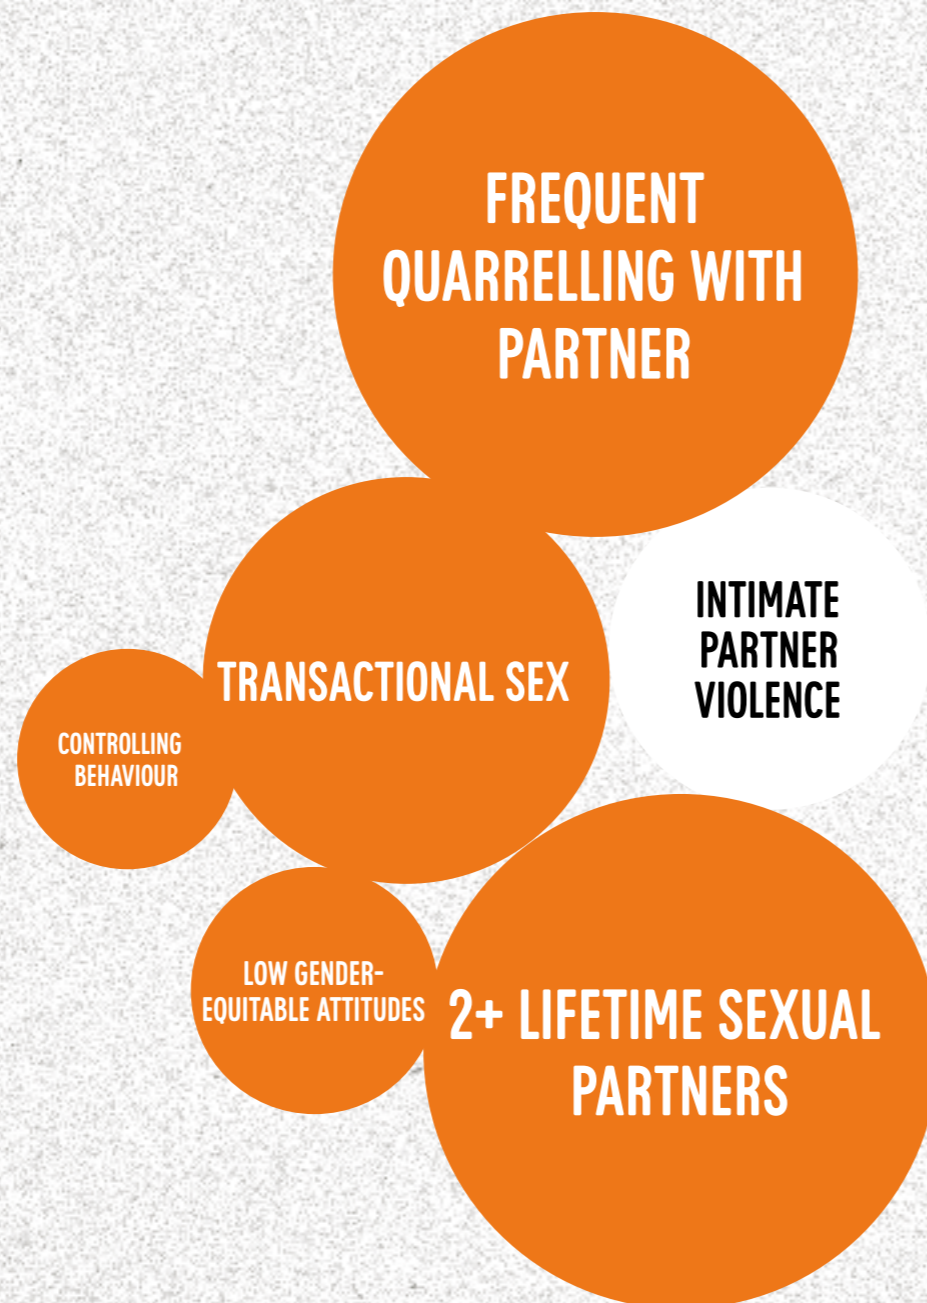 FREQUENT
QUARRELLING WITH
PARTNER
INTIMATE
PARTNER
VIOLENCE
TRANSACTIONAL SEX
CONTROLLING
BEHAVIOUR
LOW GENDER-
EQUITABLE ATTITUDES
2+ LIFETIME SEXUAL
PARTNERS